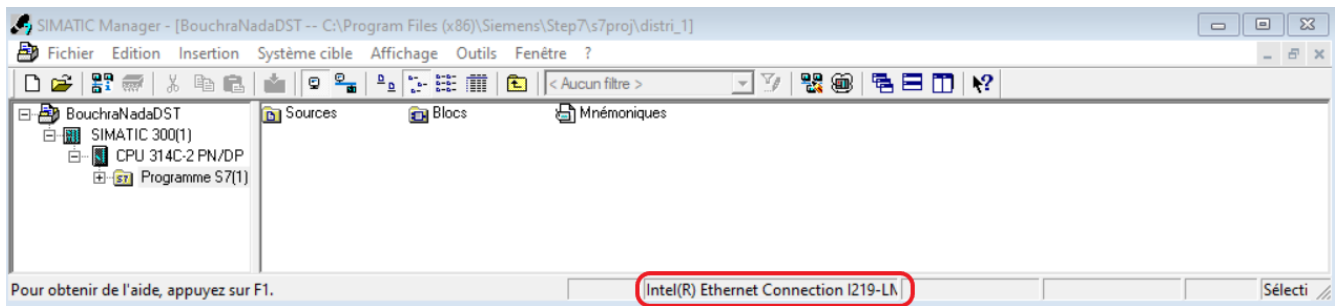 SIMATIC Manager - [BouchraNadaDST -- C:\Program Files (x86)\Siemens\Step7\s7proj\distri_1]
Fichier Edition Insertion Système cible Affichage Outils Fenêtre ?
< Aucun filtre >
BouchraNadaDST
SIMATIC 300(1)
CPU 314C-2 PN/DP
Programme S7(1)
Sources Blocs Mnémoniques
Pour obtenir de l'aide, appuyez sur F1. Intel(R) Ethernet Connection I219-LM Sélecti